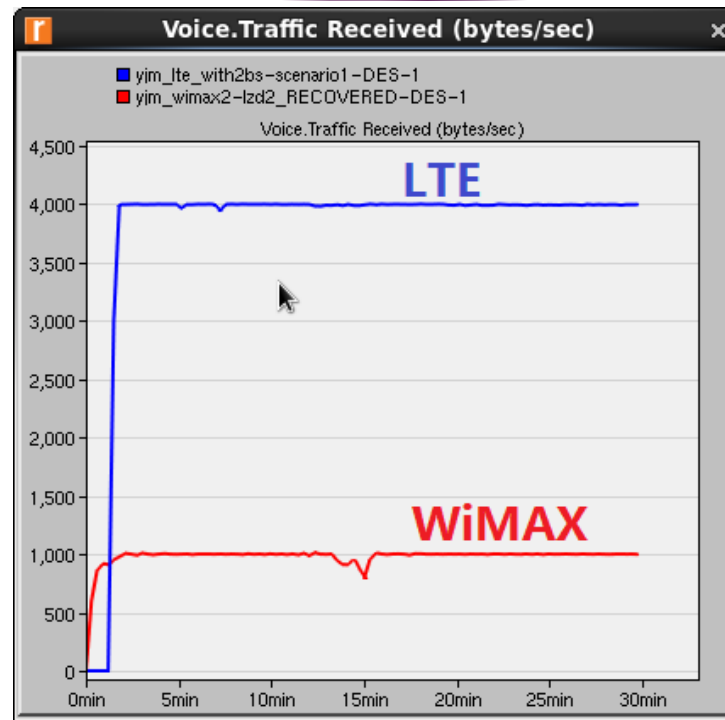 r Voice.Traffic Received (bytes/sec) ×
yjm_lte_with2bs-scenario1-DES-1
yjm_wimax2-lzd2_RECOVERED-DES-1
Voice.Traffic Received (bytes/sec)
4,500
LTE
4,000
3,500
3,000
2,500
2,000
1,500
WiMAX
1,000
500
0
0min 5min 10min 15min 20min 25min 30min